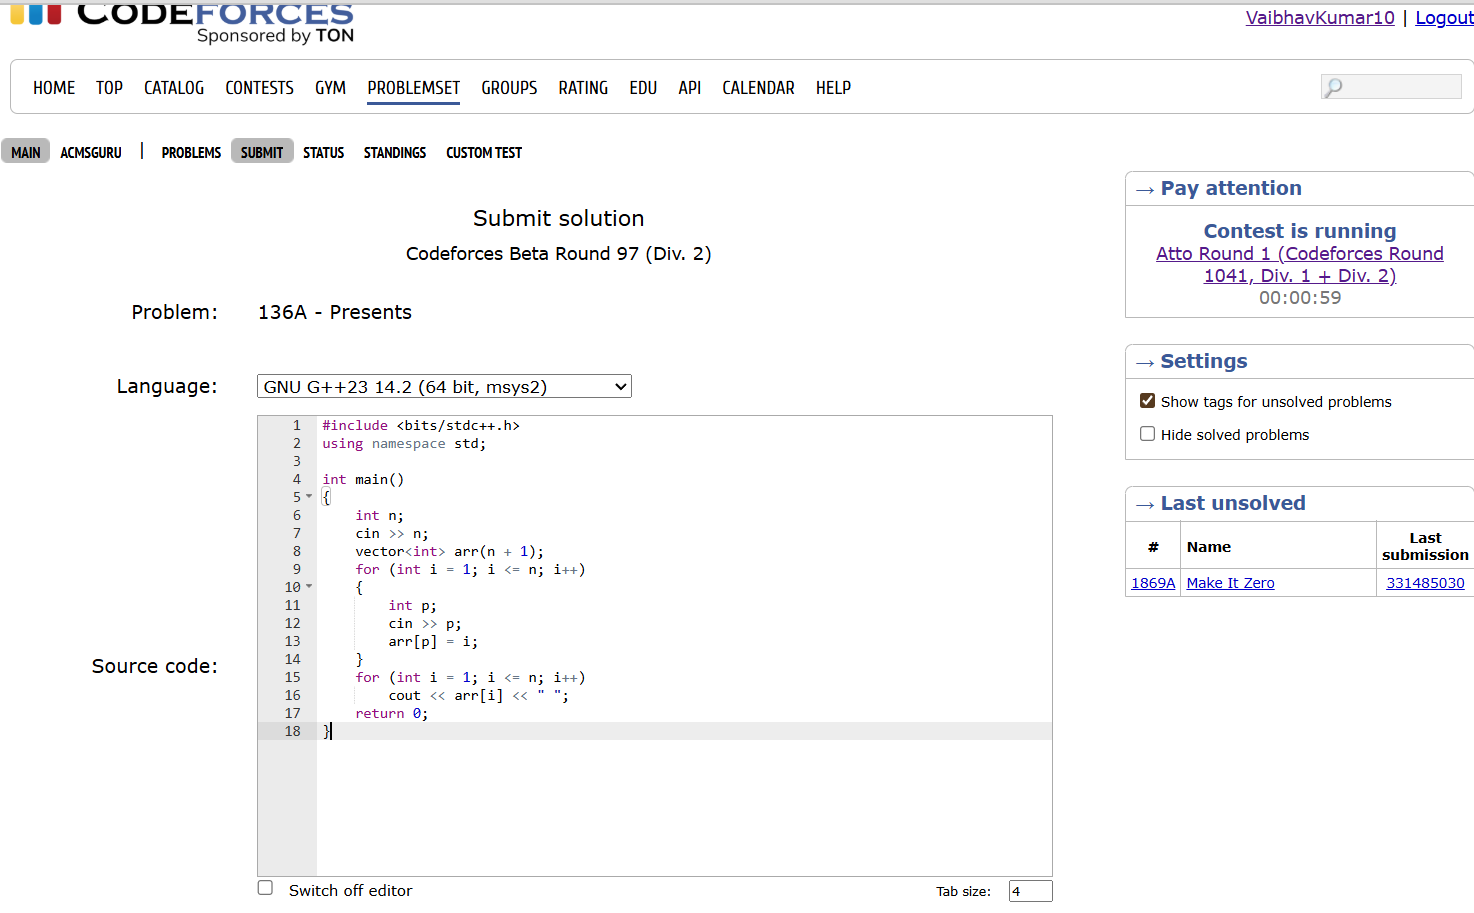 CODEFORCES
Sponsored by TON
VaibhavKumar10 | Logout
HOME TOP CATALOG CONTESTS GYM PROBLEMSET GROUPS RATING EDU API CALENDAR HELP
MAIN ACMSGURU | PROBLEMS SUBMIT STATUS STANDINGS CUSTOM TEST
Submit solution
Codeforces Beta Round 97 (Div. 2)
Problem: 136A - Presents
Language: GNU G++23 14.2 (64 bit, msys2)
Source code:
1 #include <bits/stdc++.h>
2 using namespace std;
3
4 int main()
5 {
6     int n;
7     cin >> n;
8     vector<int> arr(n + 1);
9     for (int i = 1; i <= n; i++)
10     {
11         int p;
12         cin >> p;
13         arr[p] = i;
14     }
15     for (int i = 1; i <= n; i++)
16         cout << arr[i] << " ";
17     return 0;
18 }
Switch off editor
Tab size: 4
→ Pay attention
Contest is running
Atto Round 1 (Codeforces Round
1041, Div. 1 + Div. 2)
00:00:59
→ Settings
Show tags for unsolved problems
Hide solved problems
→ Last unsolved
# Name Last submission
1869A Make It Zero 331485030